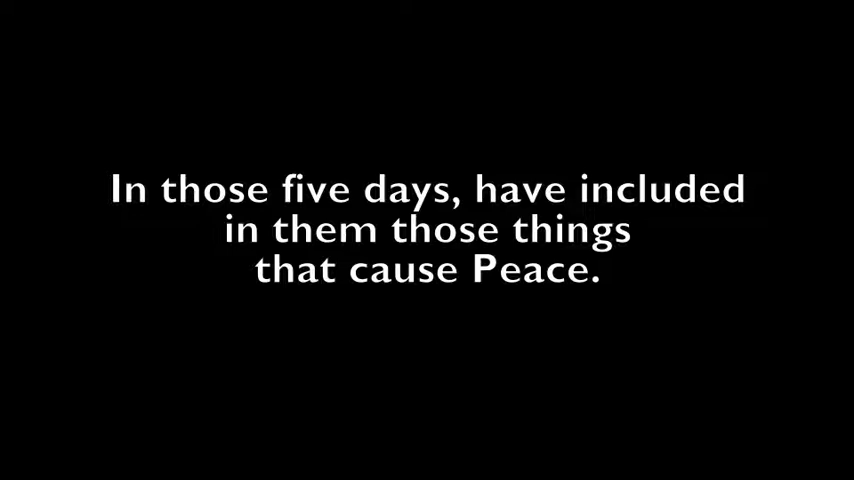 In those five days, have included
in them those things
that cause Peace.